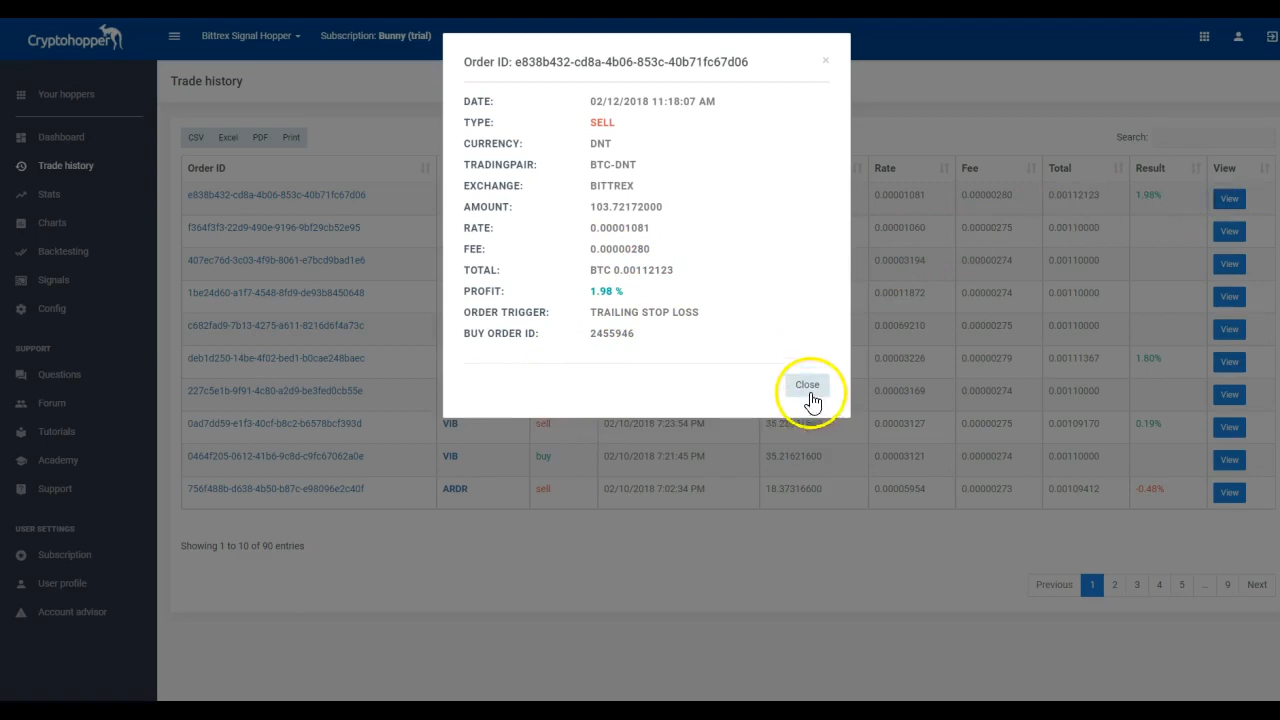 Cryptohopper
Bittrex Signal Hopper
Subscription: Bunny (trial)
Your hoppers
Dashboard
Trade history
Stats
Charts
Backtesting
Signals
Config
SUPPORT
Questions
Forum
Tutorials
Academy
Support
USER SETTINGS
Subscription
User profile
Account advisor
Trade history
CSV Excel PDF Print
Search:
Order ID Rate Fee Total Result View
e838b432-cd8a-4b06-853c-40b71fc67d06 0.00001081 0.00000280 0.00112123 1.98% View
f364f3f3-22d9-490e-9196-9bf29cb52e95 0.00001060 0.00000275 0.00110000 View
407ec76d-3c03-4f9b-8061-e7bcd9bad1e6 0.00003194 0.00000274 0.00110000 View
1be24d60-a1f7-4548-8fd9-de93b8450648 0.00011872 0.00000274 0.00110000 View
c682fad9-7b13-4275-a611-8216d6f4a73c 0.00069210 0.00000275 0.00110000 View
deb1d250-14be-4f02-bed1-b0cae248baec 0.00003226 0.00000279 0.00111367 1.80% View
227c5e1b-9f91-4c80-a2d9-be3fed0cb55e 0.00003169 0.00000274 0.00110000 View
0ad7dd59-e1f3-40cf-b8c2-b6578bcf393d VIB sell 02/10/2018 7:23:54 PM 0.00003127 0.00000275 0.00109170 0.19% View
0464f205-0612-41b6-9c8d-c9fc67062a0e VIB buy 02/10/2018 7:21:45 PM 35.21621600 0.00003121 0.00000274 0.00110000 View
756f488b-d638-4b50-b87c-e98096e2c40f ARDR sell 02/10/2018 7:02:34 PM 18.37316600 0.00005954 0.00000273 0.00109412 -0.48% View
Showing 1 to 10 of 90 entries
Previous 1 2 3 4 5 ... 9 Next
Order ID: e838b432-cd8a-4b06-853c-40b71fc67d06 ×
DATE: 02/12/2018 11:18:07 AM
TYPE: SELL
CURRENCY: DNT
TRADINGPAIR: BTC-DNT
EXCHANGE: BITTREX
AMOUNT: 103.72172000
RATE: 0.00001081
FEE: 0.00000280
TOTAL: BTC 0.00112123
PROFIT: 1.98 %
ORDER TRIGGER: TRAILING STOP LOSS
BUY ORDER ID: 2455946
Close